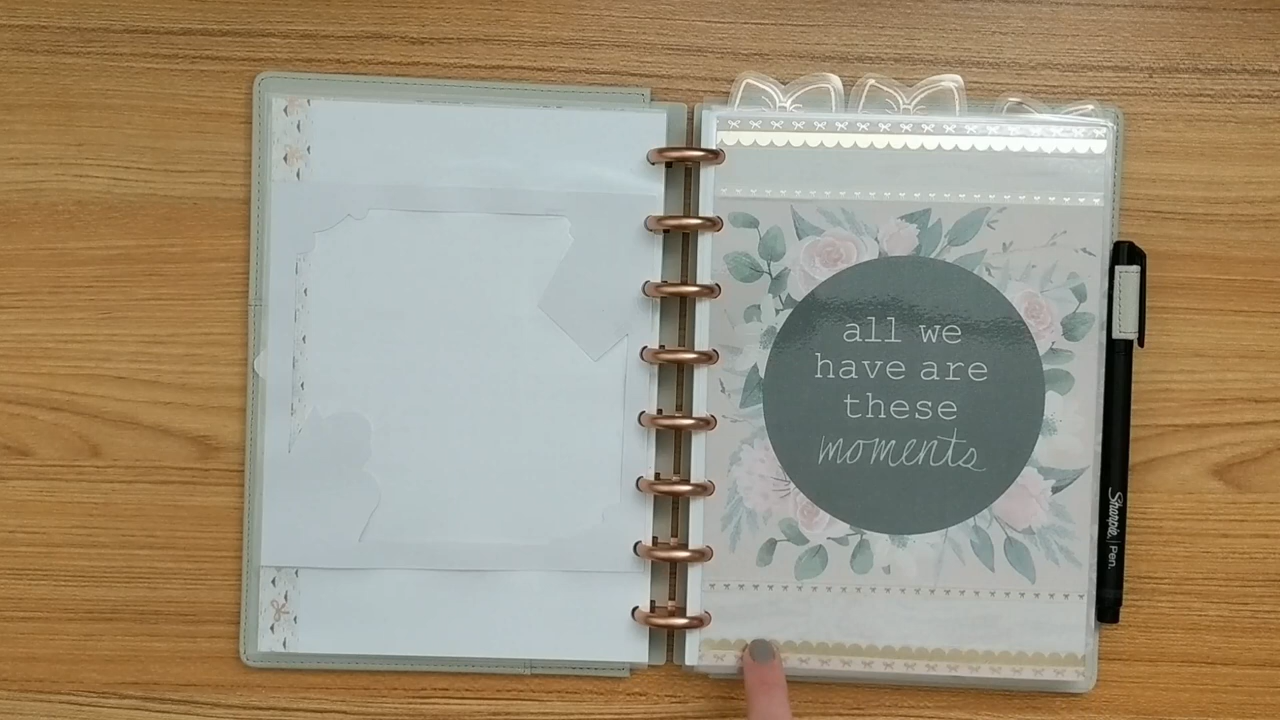 all we
have are
these
moments
Sharpie. Pen.